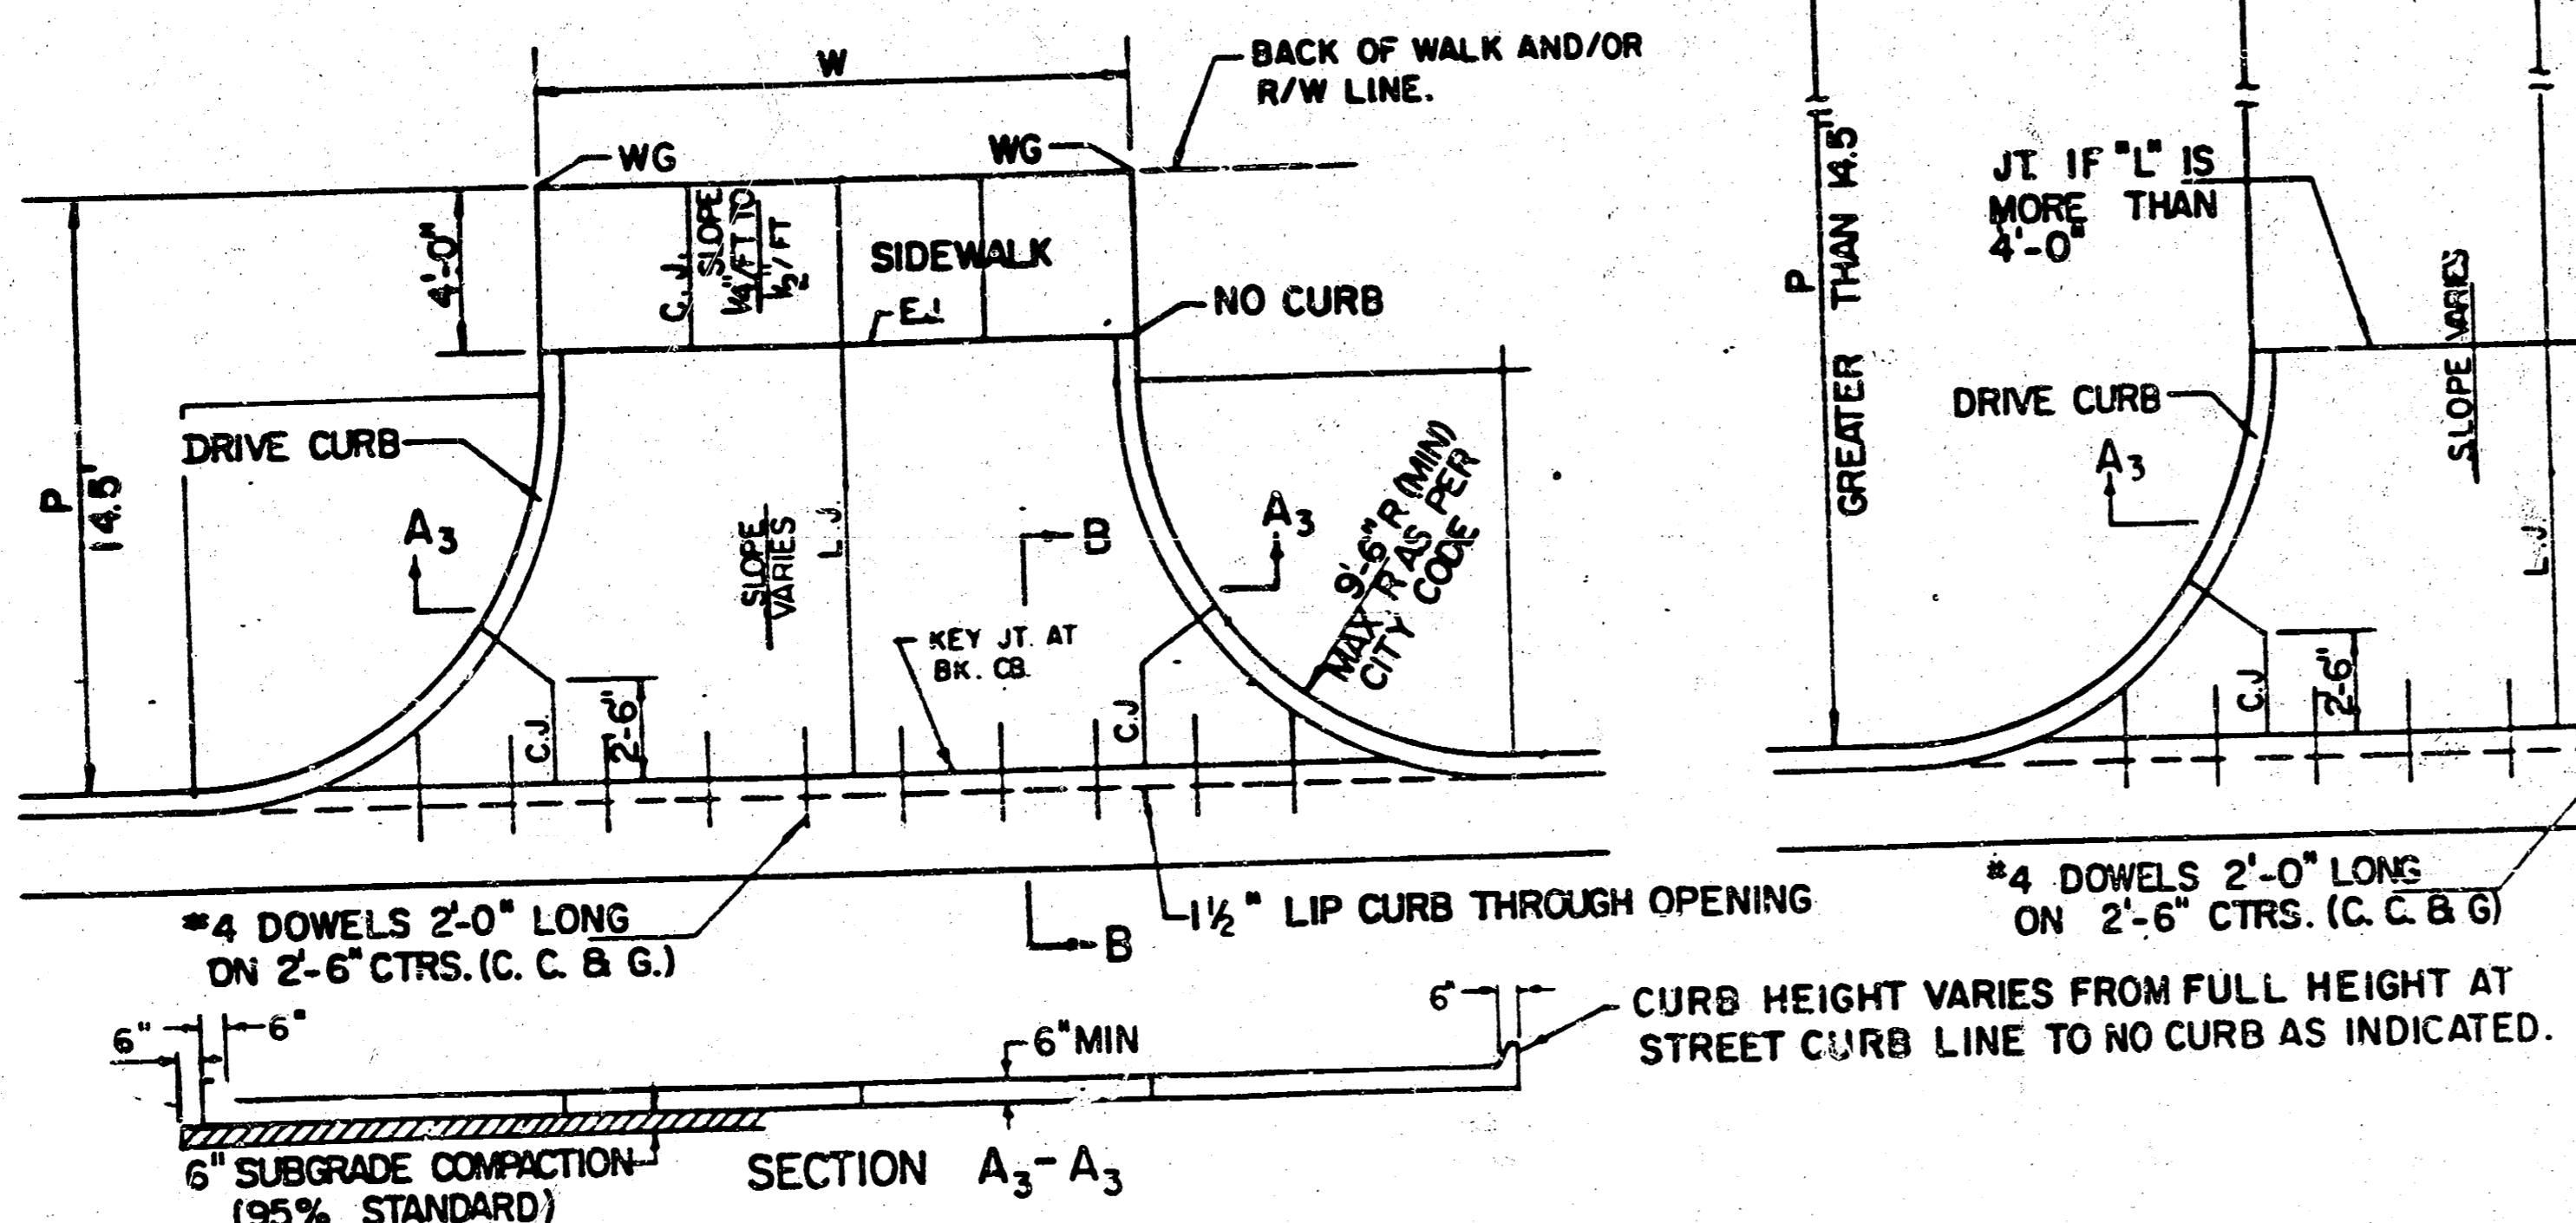 W
BACK OF WALK AND/OR
R/W LINE.
WG
WG
4'-0"
C. J.
SLOPE
1/4"/FT TO
1/2"/FT
SIDEWALK
E.J.
NO CURB
DRIVE CURB
P
14.5'
A3
SLOPE
VARIES
L. J.
B
A3
9'-6" R (MIN)
MAX R AS PER
CITY CODE
KEY JT. AT
BK. CB.
C.J.
2'-6"
C.J
#4 DOWELS 2'-0" LONG
ON 2'-6" CTRS. (C. C. & G.)
B
1½" LIP CURB THROUGH OPENING
P
GREATER THAN 14.5'
JT. IF "L" IS
MORE THAN
4'-0"
DRIVE CURB
A3
SLOPE VARIES
L.J
C.J
2'-6"
#4 DOWELS 2'-0" LONG
ON 2'-6" CTRS. (C. C. & G)
6"
6"
6" MIN
6"
CURB HEIGHT VARIES FROM FULL HEIGHT AT
STREET CURB LINE TO NO CURB AS INDICATED.
6" SUBGRADE COMPACTION
(95% STANDARD)
SECTION A3-A3